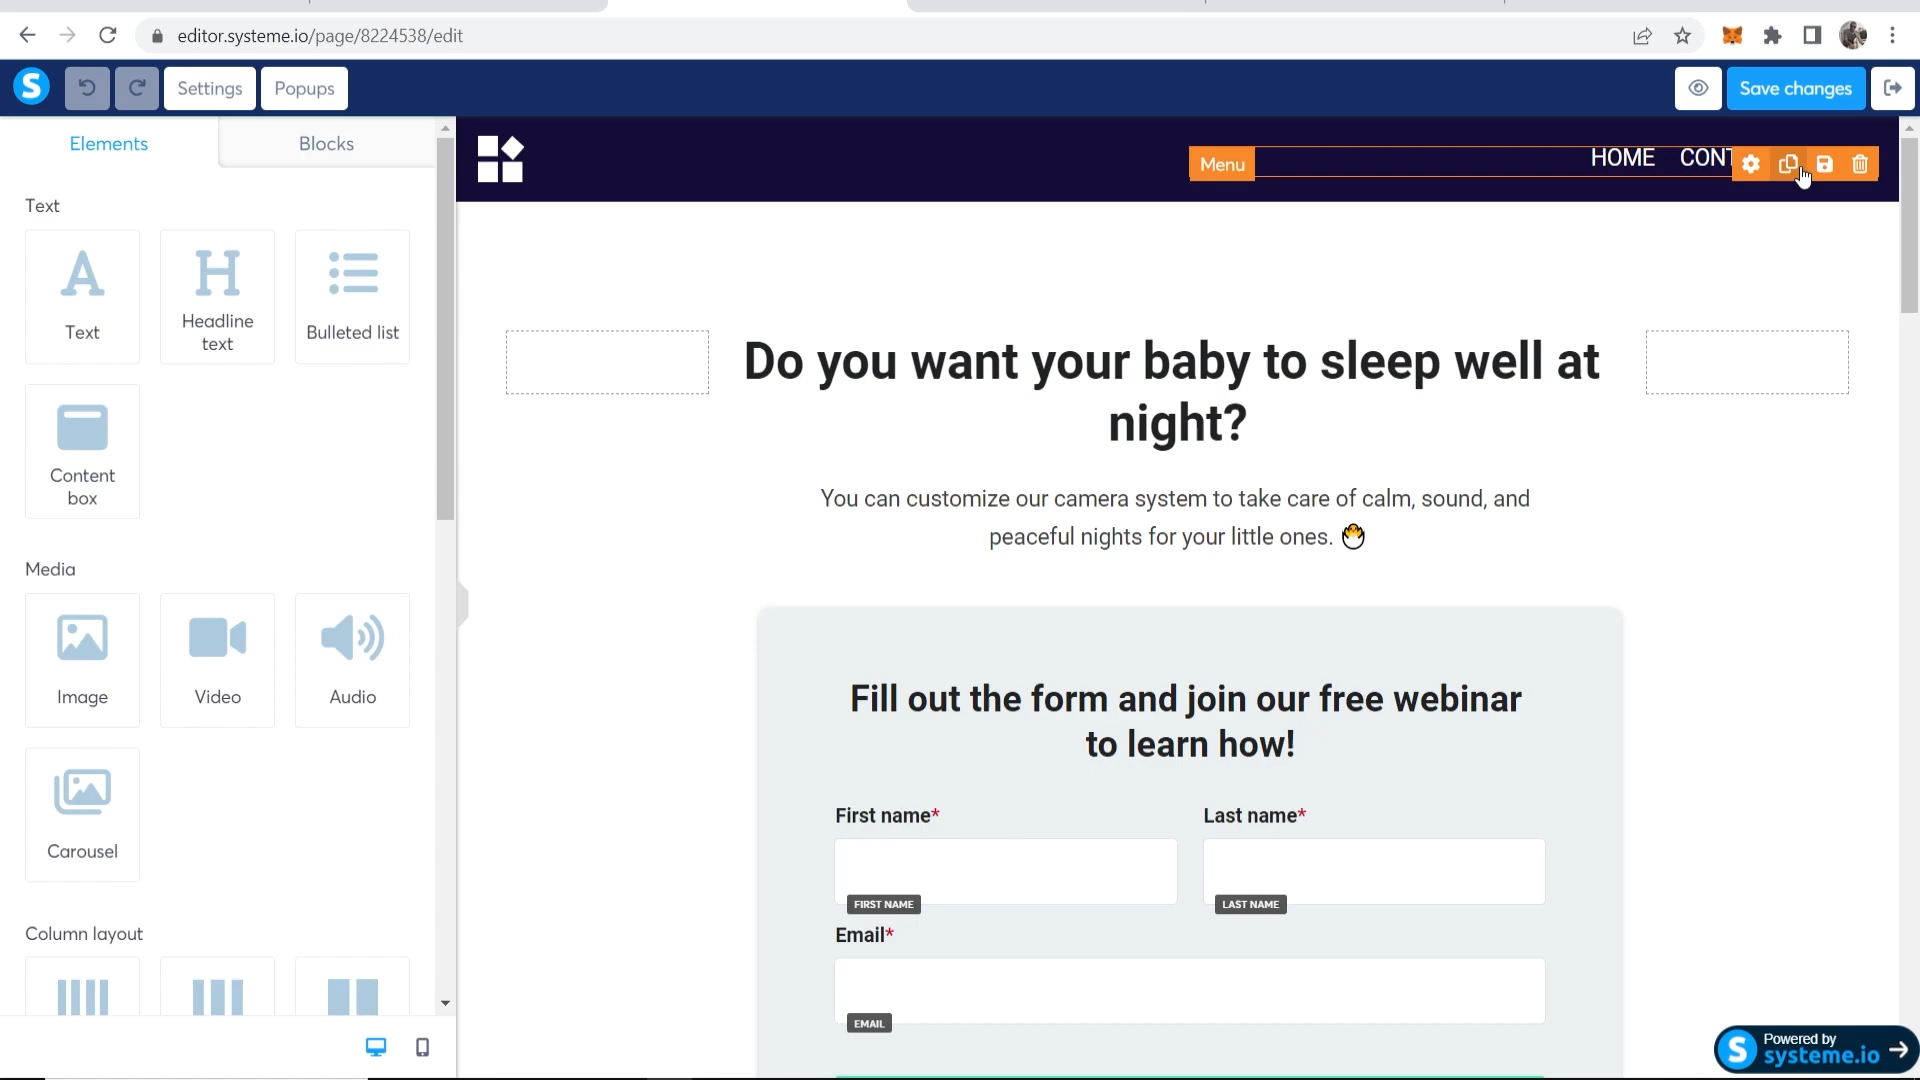 editor.systeme.io/page/8224538/edit
S
Settings
Popups
Save changes
Elements
Blocks
Menu
HOME
CONT
Text
Text
Headline
text
Bulleted list
Content
box
Media
Image
Video
Audio
Carousel
Column layout
Do you want your baby to sleep well at
night?
You can customize our camera system to take care of calm, sound, and
peaceful nights for your little ones.
Fill out the form and join our free webinar
to learn how!
First name*
Last name*
FIRST NAME
LAST NAME
Email*
EMAIL
S
Powered by
systeme.io